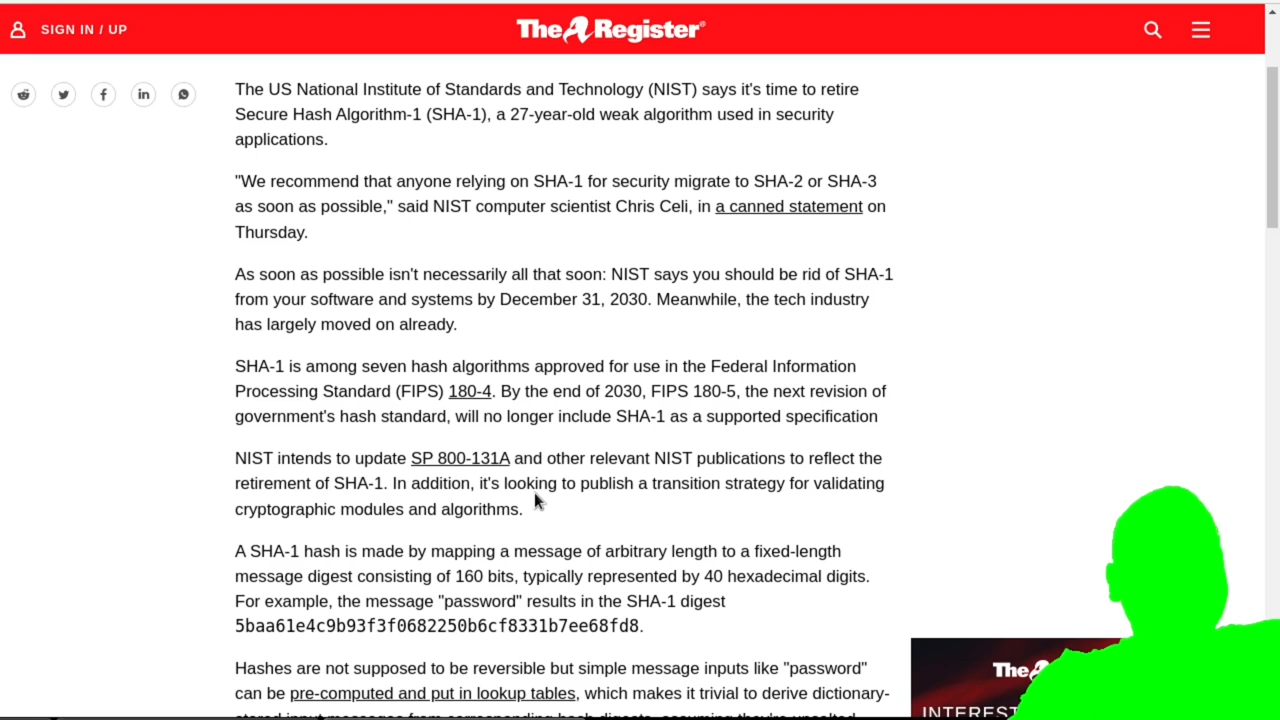 SIGN IN / UP
The Register®
The US National Institute of Standards and Technology (NIST) says it's time to retire
Secure Hash Algorithm-1 (SHA-1), a 27-year-old weak algorithm used in security
applications.
"We recommend that anyone relying on SHA-1 for security migrate to SHA-2 or SHA-3
as soon as possible," said NIST computer scientist Chris Celi, in a canned statement on
Thursday.
As soon as possible isn't necessarily all that soon: NIST says you should be rid of SHA-1
from your software and systems by December 31, 2030. Meanwhile, the tech industry
has largely moved on already.
SHA-1 is among seven hash algorithms approved for use in the Federal Information
Processing Standard (FIPS) 180-4. By the end of 2030, FIPS 180-5, the next revision of
government's hash standard, will no longer include SHA-1 as a supported specification
NIST intends to update SP 800-131A and other relevant NIST publications to reflect the
retirement of SHA-1. In addition, it's looking to publish a transition strategy for validating
cryptographic modules and algorithms.
A SHA-1 hash is made by mapping a message of arbitrary length to a fixed-length
message digest consisting of 160 bits, typically represented by 40 hexadecimal digits.
For example, the message "password" results in the SHA-1 digest
5baa61e4c9b93f3f0682250b6cf8331b7ee68fd8.
Hashes are not supposed to be reversible but simple message inputs like "password"
can be pre-computed and put in lookup tables, which makes it trivial to derive dictionary-
The